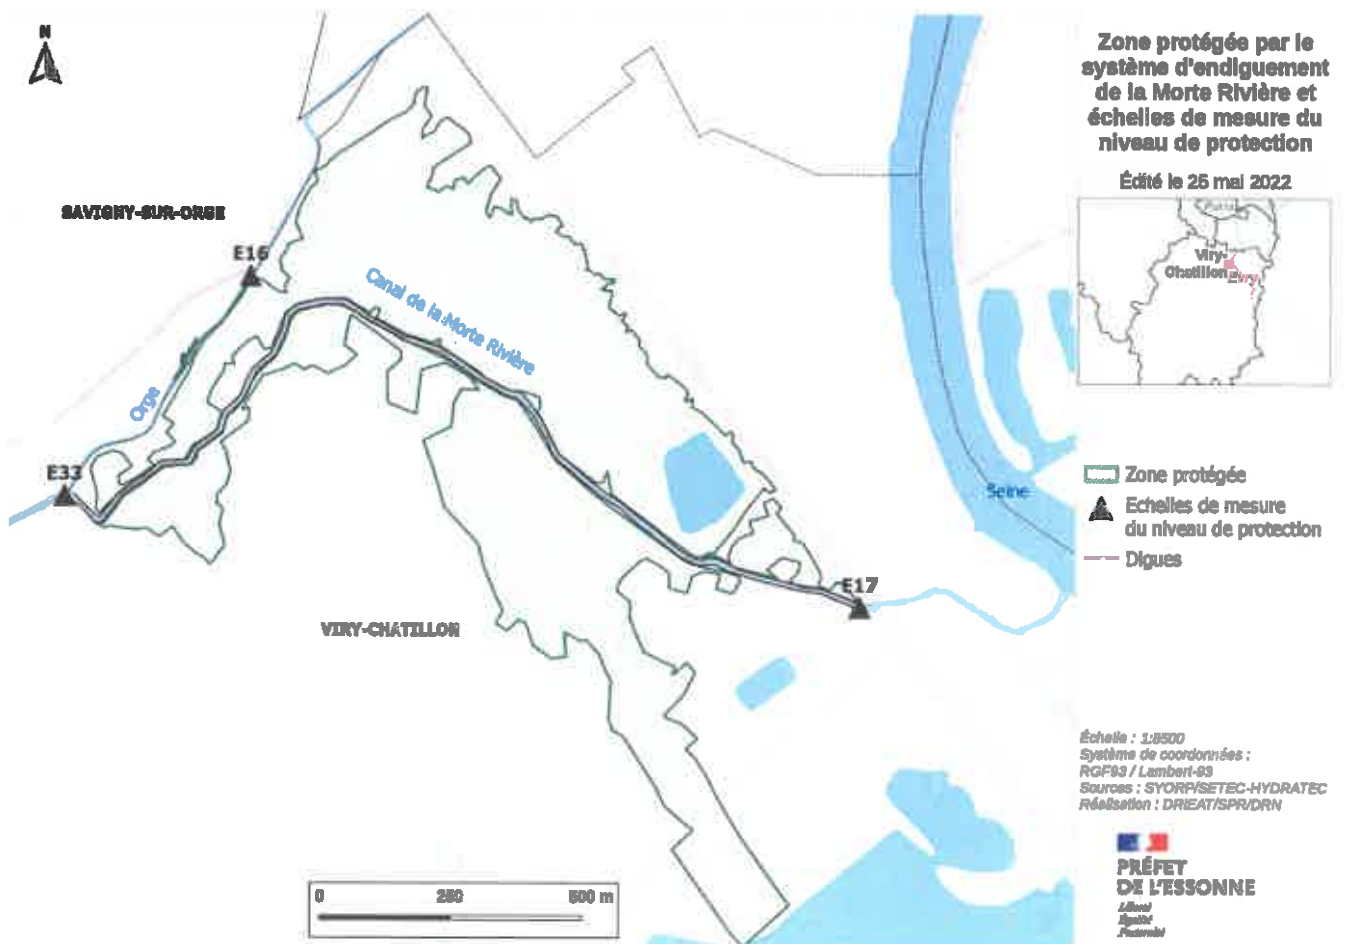 N
Zone protégée par le
système d'endiguement
de la Morte Rivière et
échelles de mesure du
niveau de protection
Édité le 25 mai 2022
Paris
Viry-
Chatillon
Evry
SAVIGNY-SUR-ORGE
E16
Canal de la Morte Rivière
Orge
E33
Seine
Zone protégée
Echelles de mesure
du niveau de protection
Digues
E17
VIRY-CHATILLON
Échelle : 1:8500
Système de coordonnées :
RGF93 / Lambert-93
Sources : SYORP/SETEC-HYDRATEC
Réalisation : DRIEAT/SPR/DRN
PRÉFET
DE L'ESSONNE
Liberté
Égalité
Fraternité
0 250 500 m